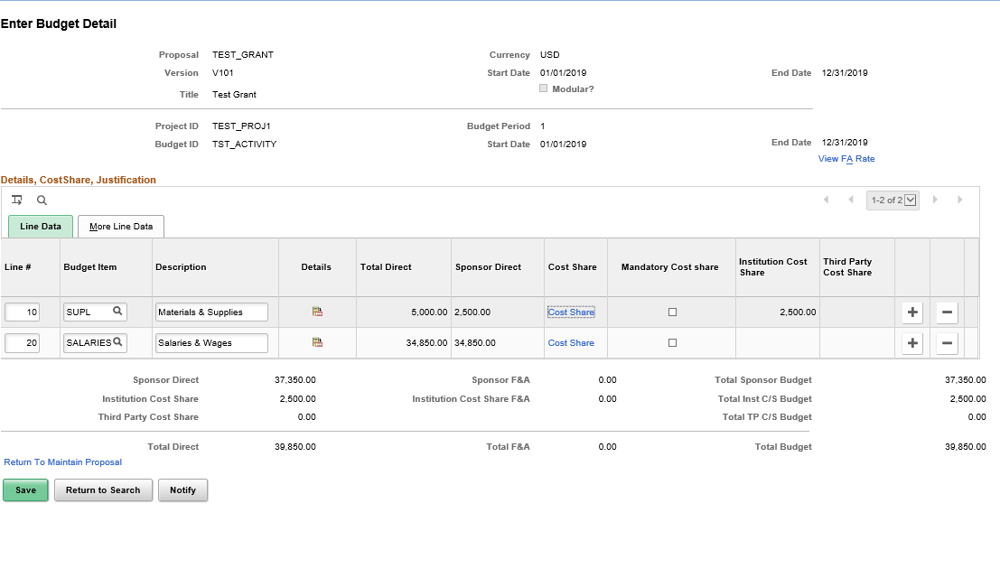 Enter Budget Detail
Proposal TEST_GRANT Currency USD
Version V101 Start Date 01/01/2019 End Date 12/31/2019
Modular?
Title Test Grant
Project ID TEST_PROJ1 Budget Period 1
Budget ID TST_ACTIVITY Start Date 01/01/2019 End Date 12/31/2019
View FA Rate
Details, CostShare, Justification
1-2 of 2
Line Data More Line Data
Line # Budget Item Description Details Total Direct Sponsor Direct Cost Share Mandatory Cost share Institution Cost Share Third Party Cost Share
10 SUPL Materials & Supplies 5,000.00 2,500.00 Cost Share 2,500.00
20 SALARIES Salaries & Wages 34,850.00 34,850.00 Cost Share
Sponsor Direct 37,350.00 Sponsor F&A 0.00 Total Sponsor Budget 37,350.00
Institution Cost Share 2,500.00 Institution Cost Share F&A 0.00 Total Inst C/S Budget 2,500.00
Third Party Cost Share 0.00 Total TP C/S Budget 0.00
Total Direct 39,850.00 Total F&A 0.00 Total Budget 39,850.00
Return To Maintain Proposal
Save Return to Search Notify